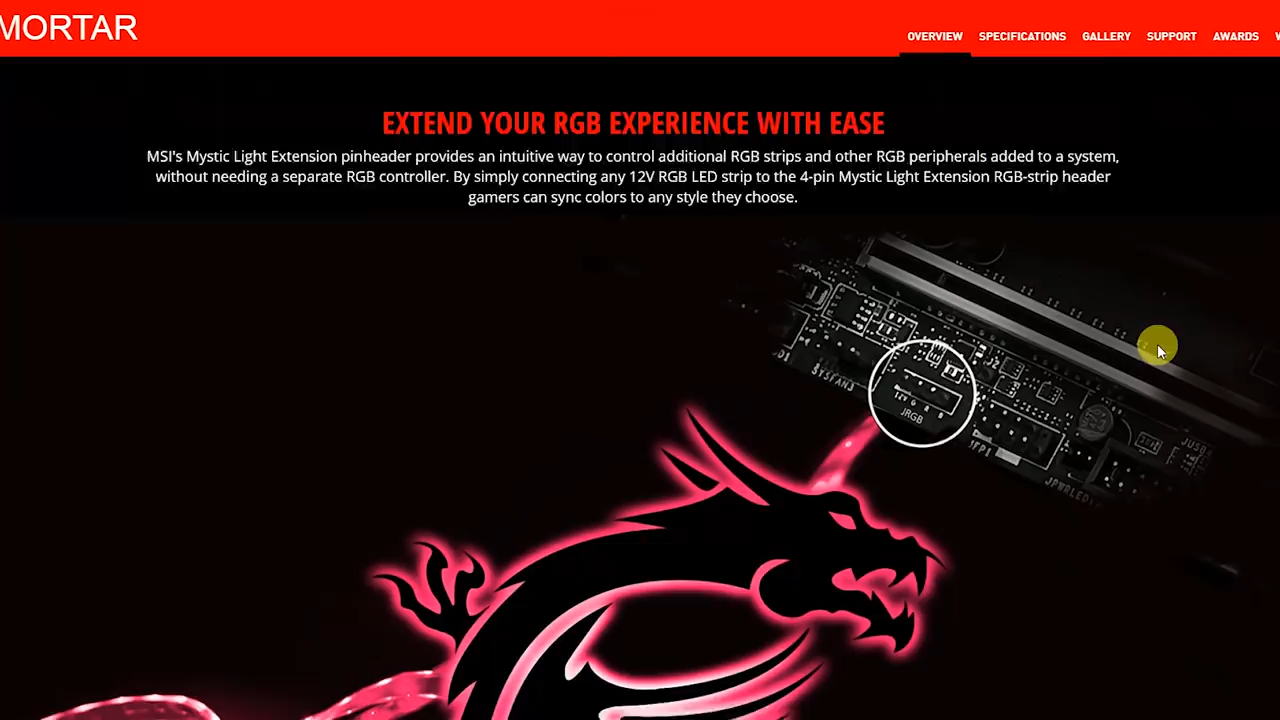 MORTAR
OVERVIEW SPECIFICATIONS GALLERY SUPPORT AWARDS
EXTEND YOUR RGB EXPERIENCE WITH EASE
MSI's Mystic Light Extension pinheader provides an intuitive way to control additional RGB strips and other RGB peripherals added to a system,
without needing a separate RGB controller. By simply connecting any 12V RGB LED strip to the 4-pin Mystic Light Extension RGB-strip header
gamers can sync colors to any style they choose.
SYSFAN3
12V G R B
JRGB
JFP1